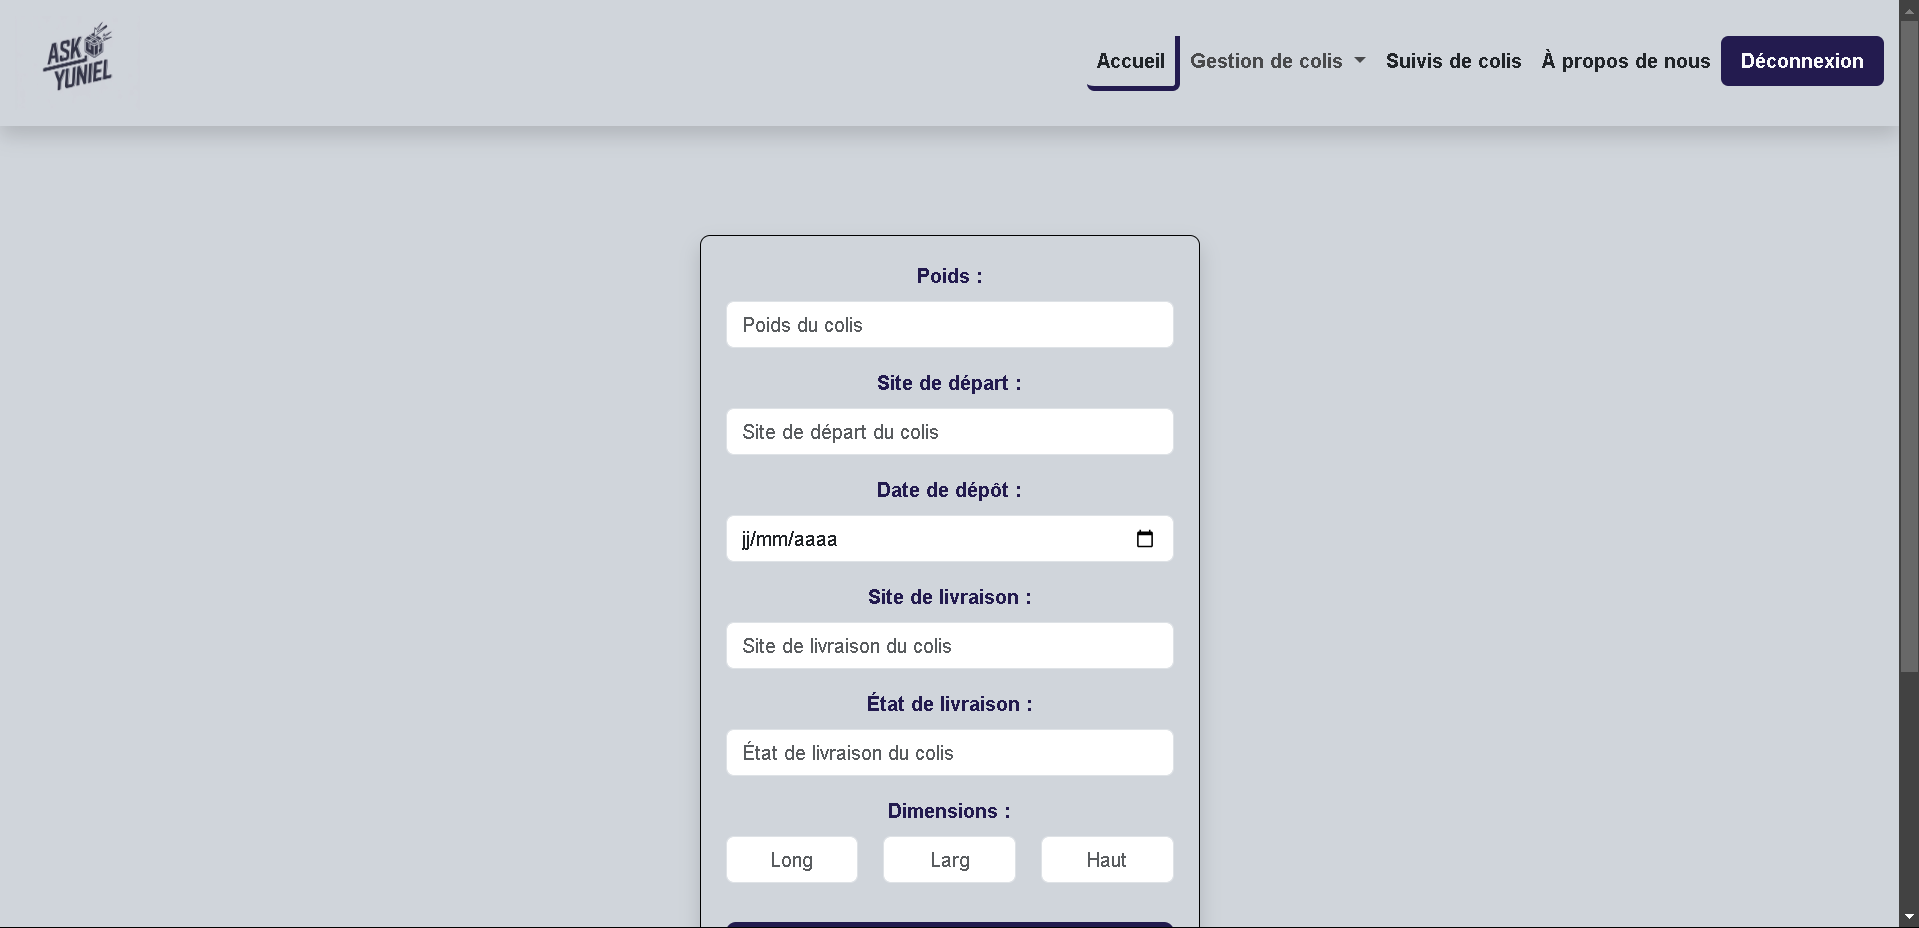 ASK
YUNIEL
Accueil Gestion de colis Suivis de colis À propos de nous Déconnexion
Poids :
Poids du colis
Site de départ :
Site de départ du colis
Date de dépôt :
jj/mm/aaaa
Site de livraison :
Site de livraison du colis
État de livraison :
État de livraison du colis
Dimensions :
Long Larg Haut